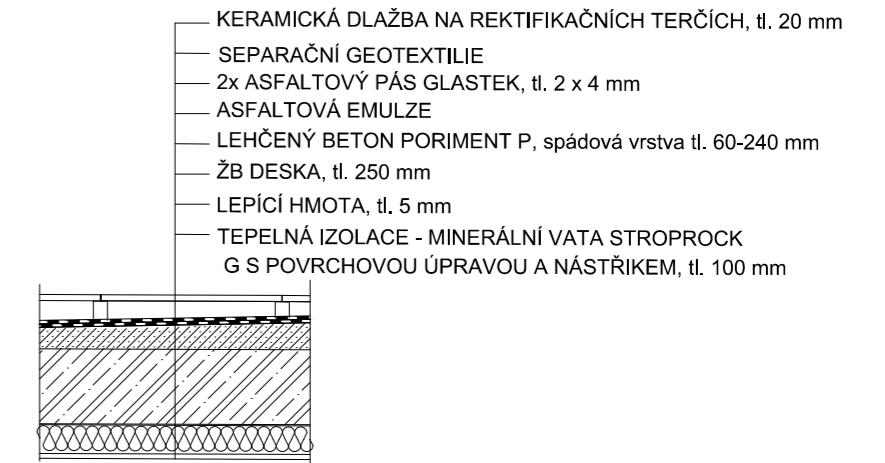 KERAMICKÁ DLAŽBA NA REKTIFIKAČNÍCH TERČÍCH, tl. 20 mm
SEPARAČNÍ GEOTEXTILIE
2x ASFALTOVÝ PÁS GLASTEK, tl. 2 x 4 mm
ASFALTOVÁ EMULZE
LEHČENÝ BETON PORIMENT P, spádová vrstva tl. 60-240 mm
ŽB DESKA, tl. 250 mm
LEPÍCÍ HMOTA, tl. 5 mm
TEPELNÁ IZOLACE - MINERÁLNÍ VATA STROPROCK
G S POVRCHOVOU ÚPRAVOU A NÁSTŘIKEM, tl. 100 mm